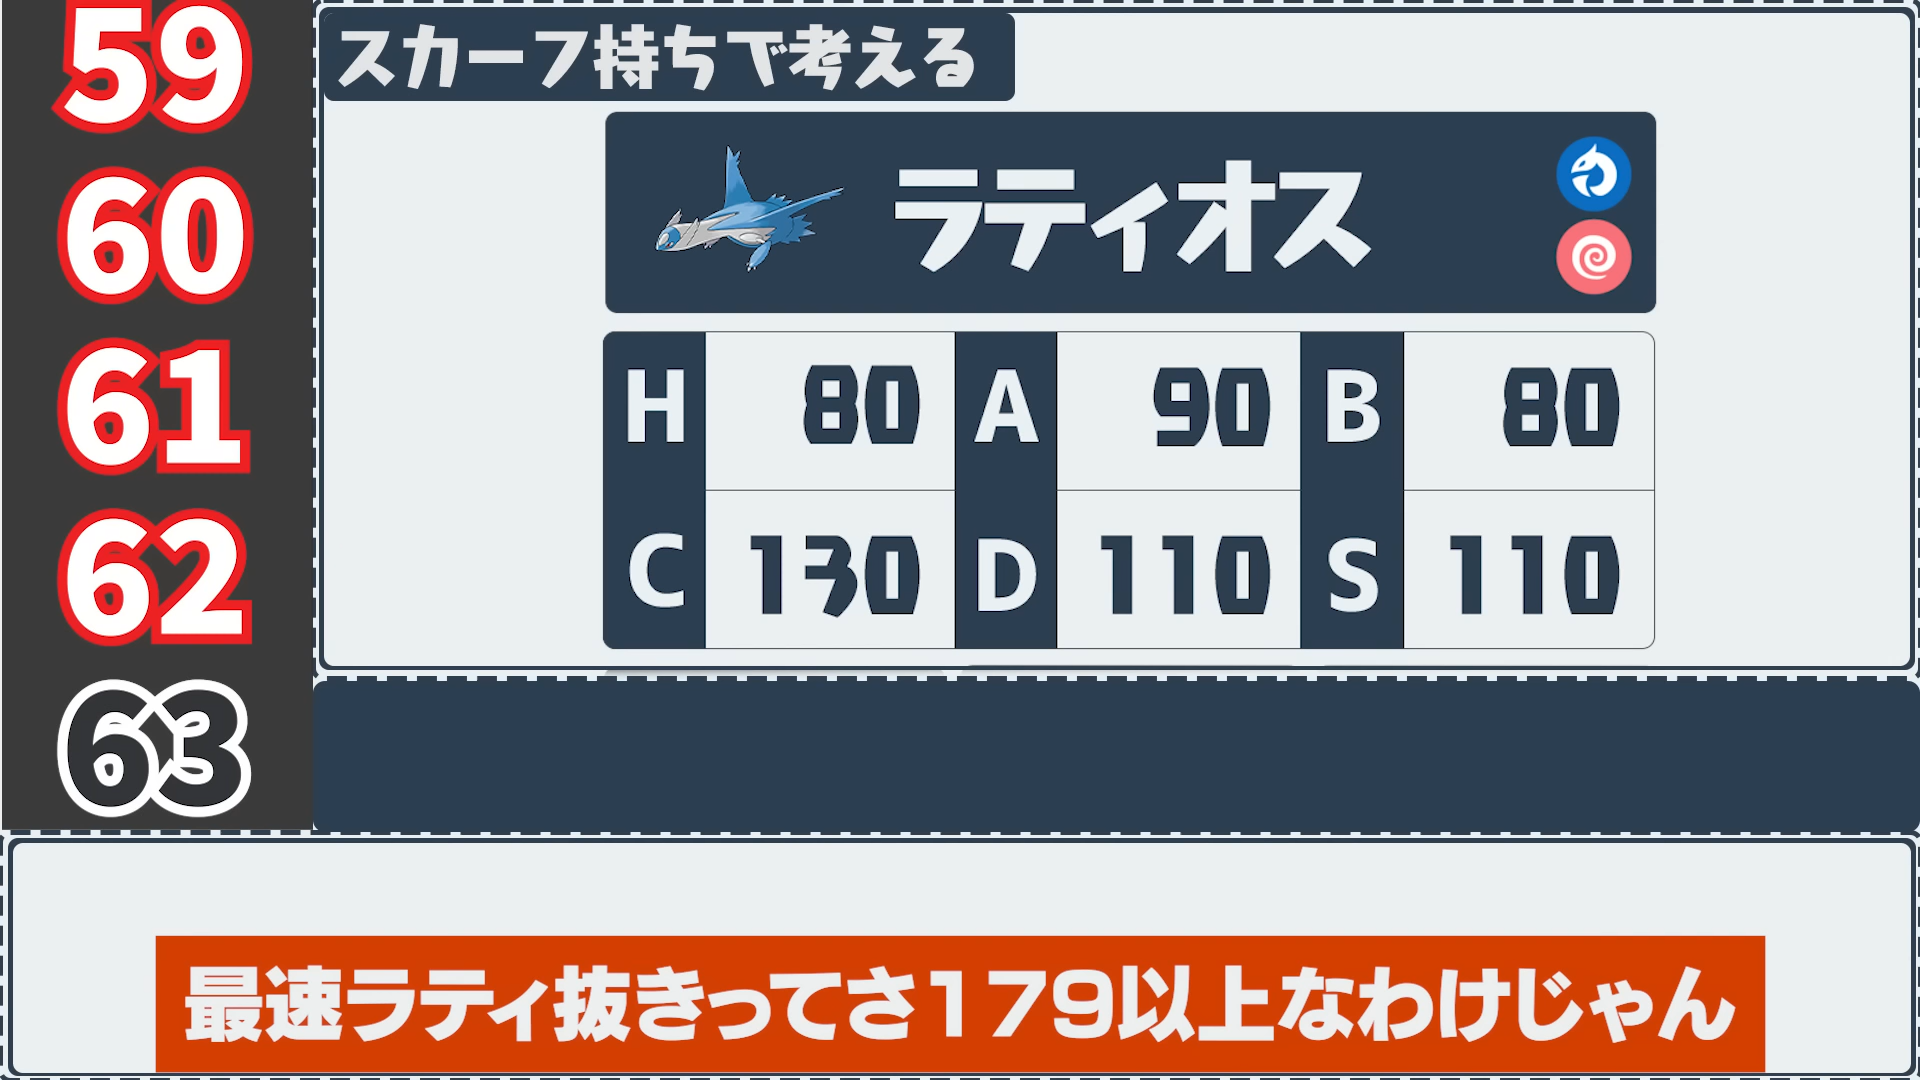 59
60
61
62
63
スカーフ持ちで考える
ラティオス
H 80 A 90 B 80
C 130 D 110 S 110
最速ラティ抜きってさ179以上なわけじゃん